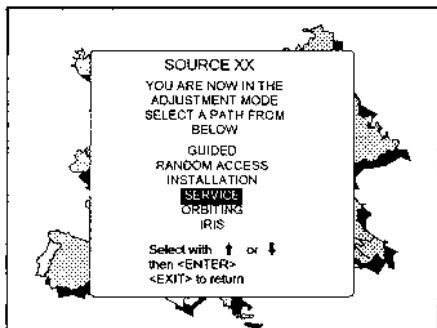 SOURCE XX
YOU ARE NOW IN THE
ADJUSTMENT MODE
SELECT A PATH FROM
BELOW
GUIDED
RANDOM ACCESS
INSTALLATION
SERVICE
ORBITING
IRIS
Select with ↑ or ↓
then <ENTER>
<EXIT> to return